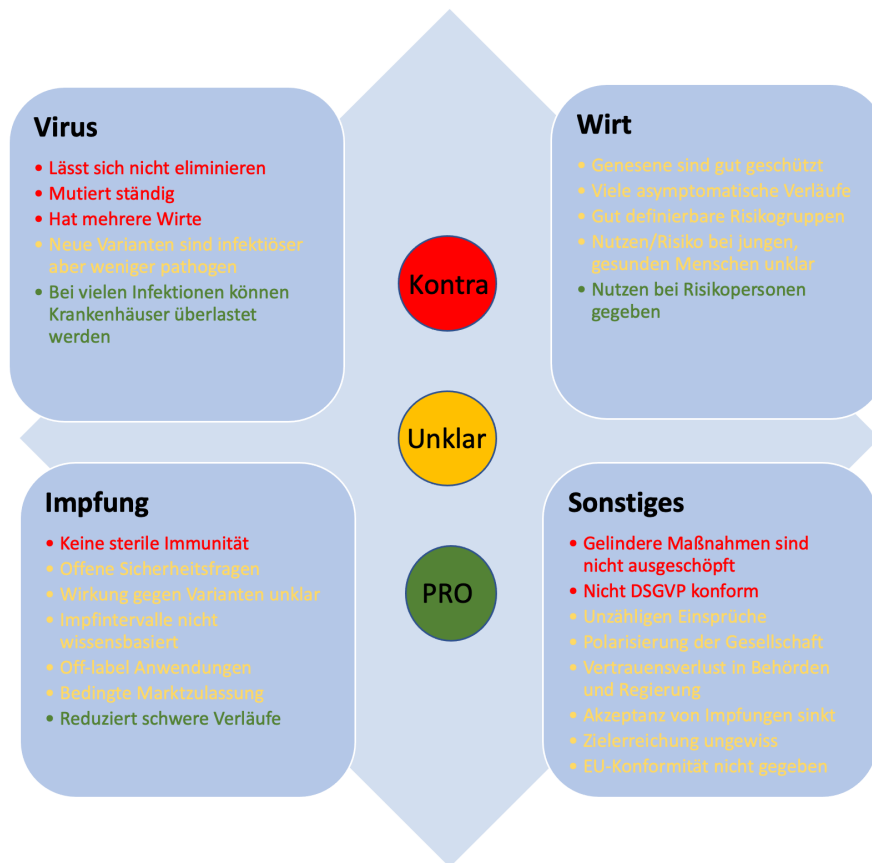 Virus
• Lässt sich nicht eliminieren
• Mutiert ständig
• Hat mehrere Wirte
• Neue Varianten sind infektiöser
aber weniger pathogen
• Bei vielen Infektionen können
Krankenhäuser überlastet
werden
Wirt
• Genesene sind gut geschützt
• Viele asymptomatische Verläufe
• Gut definierbare Risikogruppen
• Nutzen/Risiko bei jungen,
gesunden Menschen unklar
• Nutzen bei Risikopersonen
gegeben
Kontra
Unklar
PRO
Impfung
• Keine sterile Immunität
• Offene Sicherheitsfragen
• Wirkung gegen Varianten unklar
• Impfintervalle nicht
wissensbasiert
• Off-label Anwendungen
• Bedingte Marktzulassung
• Reduziert schwere Verläufe
Sonstiges
• Gelindere Maßnahmen sind
nicht ausgeschöpft
• Nicht DSGVP konform
• Unzähligen Einsprüche
• Polarisierung der Gesellschaft
• Vertrauensverlust in Behörden
und Regierung
• Akzeptanz von Impfungen sinkt
• Zielerreichung ungewiss
• EU-Konformität nicht gegeben